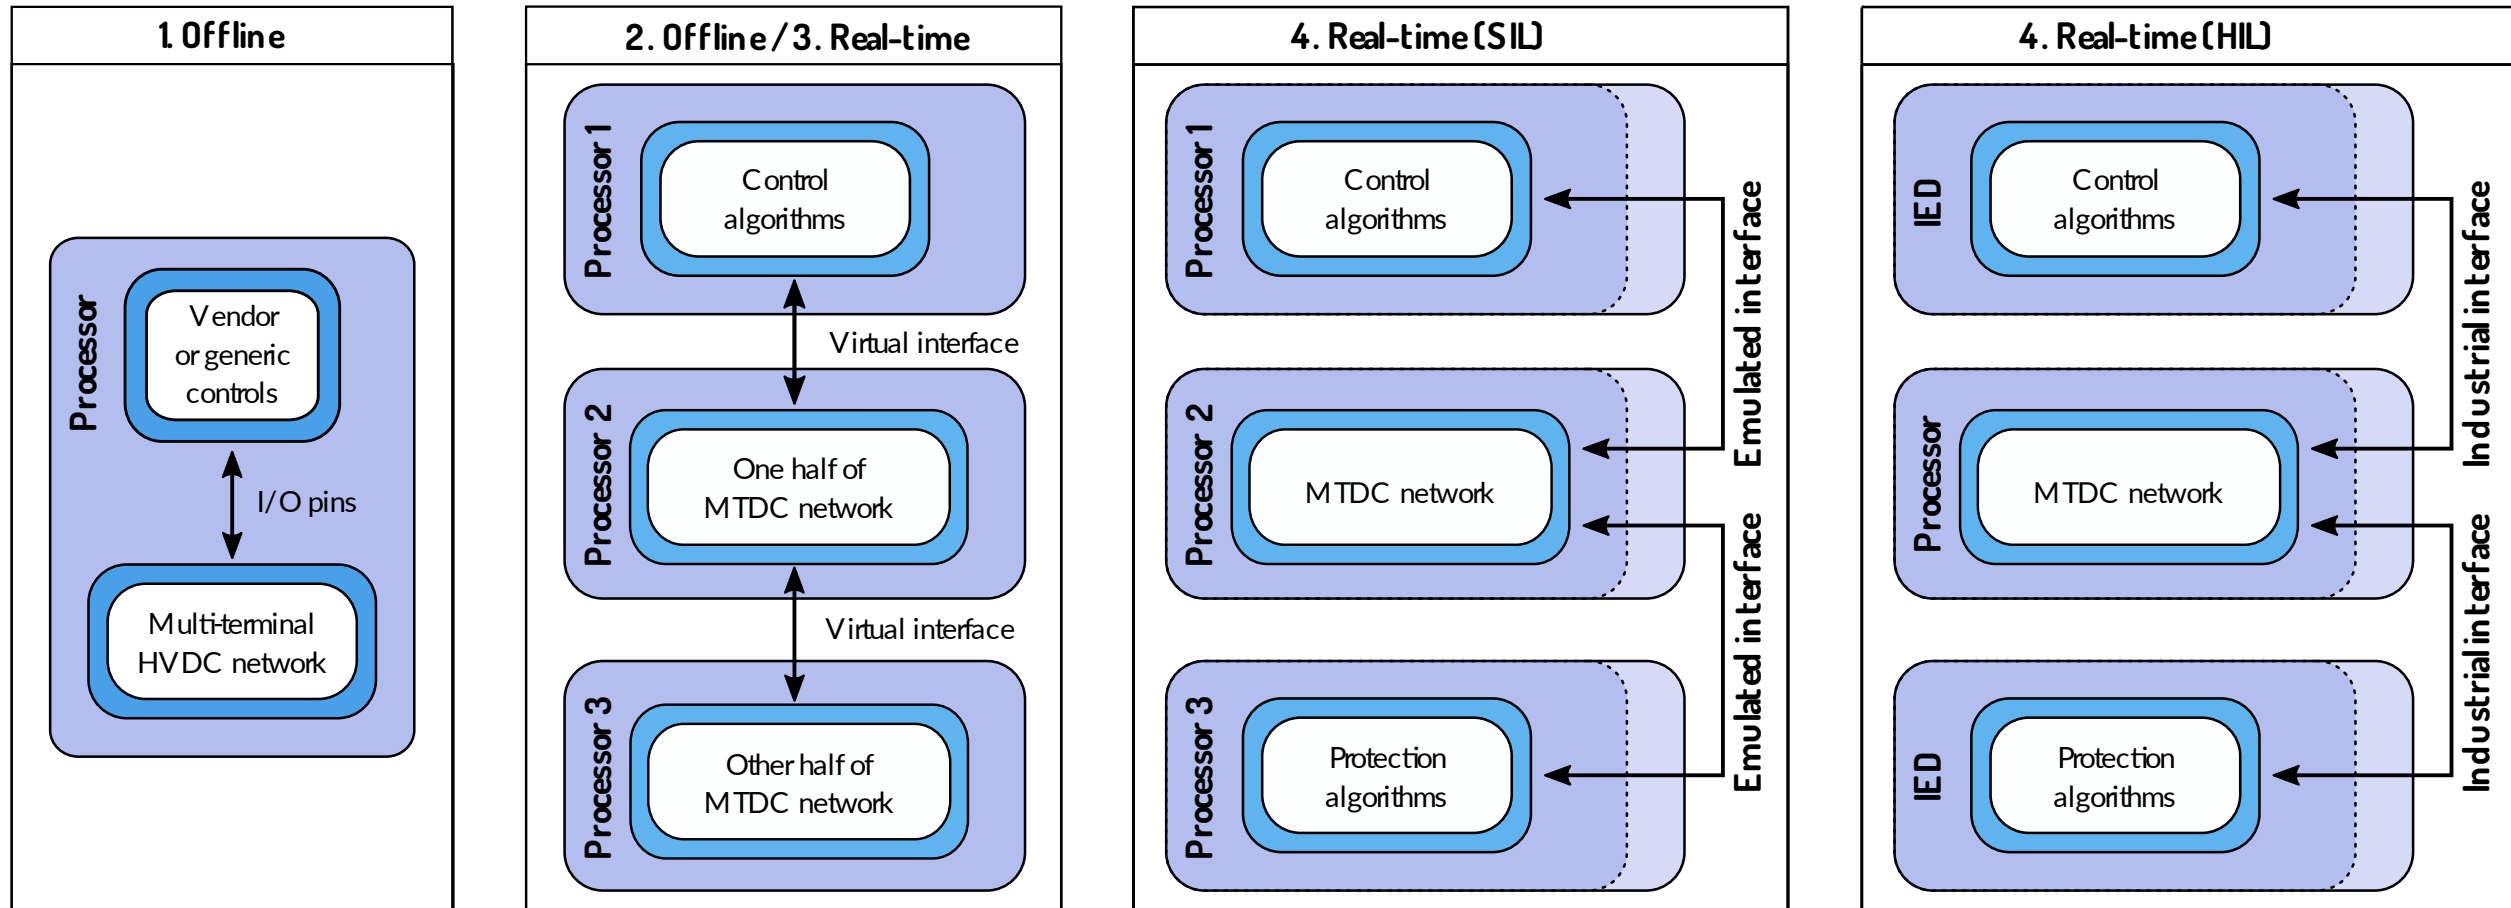 1. Offline
Processor
Vendor
or generic
controls
I/O pins
Multi-terminal
HVDC network
2. Offline / 3. Real-time
Processor 1
Control
algorithms
Virtual interface
Processor 2
One half of
MTDC network
Virtual interface
Processor 3
Other half of
MTDC network
4. Real-time (SIL)
Processor 1
Control
algorithms
Emulated interface
Processor 2
MTDC network
Emulated interface
Processor 3
Protection
algorithms
4. Real-time (HIL)
IED
Control
algorithms
Industrial interface
Processor
MTDC network
Industrial interface
IED
Protection
algorithms